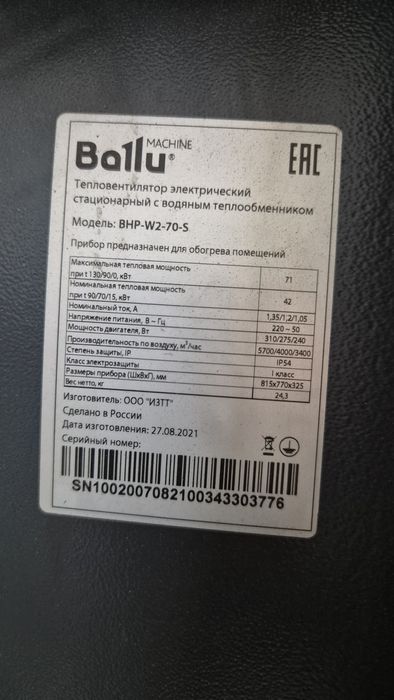 MACHINE
Ballu®
EAC
Тепловентилятор электрический
стационарный с водяным теплообменником
Модель: BHP-W2-70-S
Прибор предназначен для обогрева помещений
Максимальная тепловая мощность
при t 130/90/0, кВт 71
Номинальная тепловая мощность
при t 90/70/15, кВт 42
Номинальный ток, А 1,35/1,2/1,05
Напряжение питания, В ~ Гц 220 ~ 50
Мощность двигателя, Вт 310/275/240
Производительность по воздуху, м³/час 5700/4000/3400
Степень защиты, IP IP54
Класс электрозащиты I класс
Размеры прибора (ШхВхГ), мм 815x770x325
Вес нетто, кг 24,3
Изготовитель: ООО "ИЗТТ"
Сделано в России
Дата изготовления: 27.08.2021
Серийный номер:
SN10020070821003433​03776